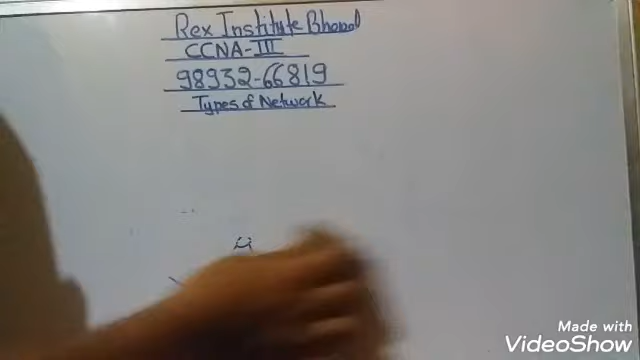 Rex Institute Bhopal
CCNA-III
98932-66819
Types of Network
Made with
VideoShow